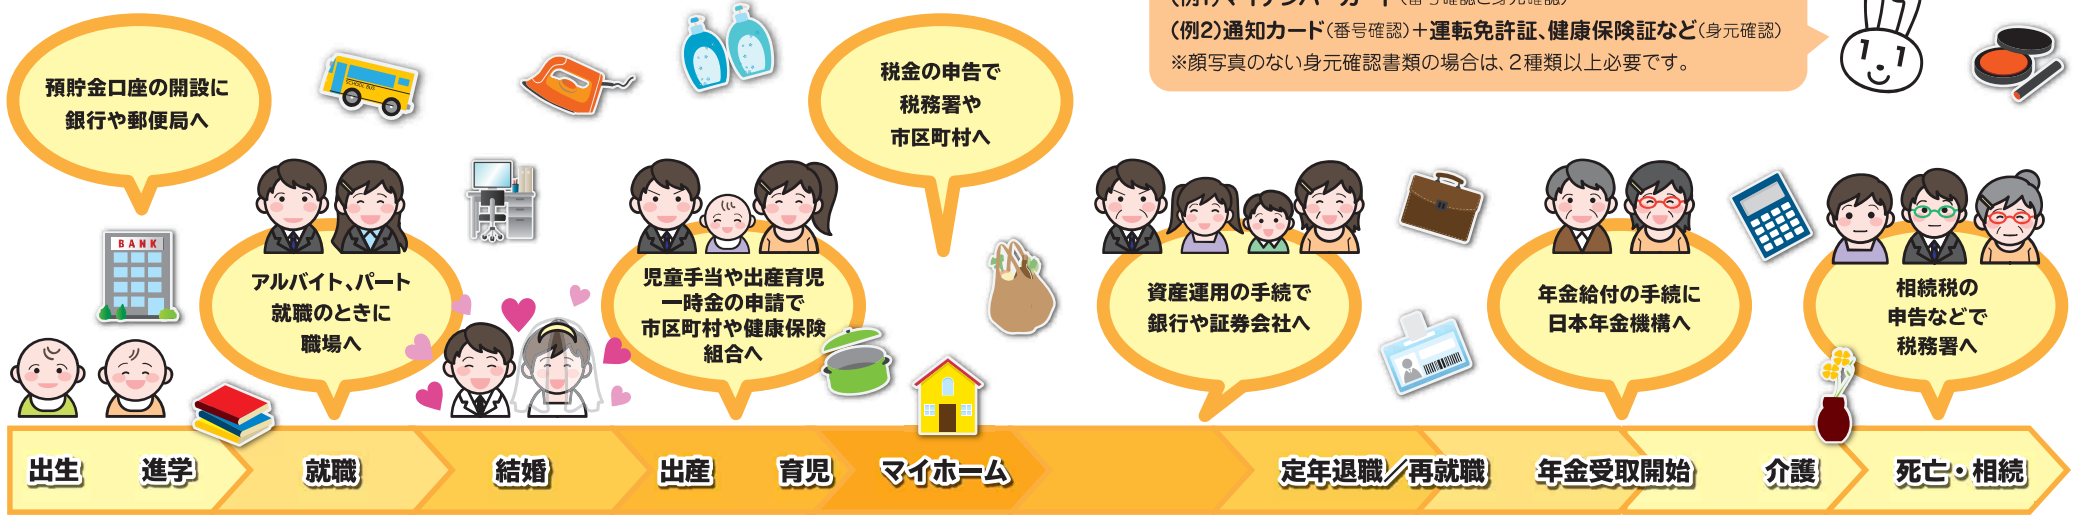 (例2)通知カード(番号確認)+運転免許証、健康保険証など(身元確認)
※顔写真のない身元確認書類の場合は、2種類以上必要です。
預貯金口座の開設に
銀行や郵便局へ
税金の申告で
税務署や
市区町村へ
SCHOOL BUS
BANK
アルバイト、パート
就職のときに
職場へ
児童手当や出産育児
一時金の申請で
市区町村や健康保険
組合へ
資産運用の手続で
銀行や証券会社へ
年金給付の手続に
日本年金機構へ
相続税の
申告などで
税務署へ
出生
進学
就職
結婚
出産
育児
マイホーム
定年退職／再就職
年金受取開始
介護
死亡・相続